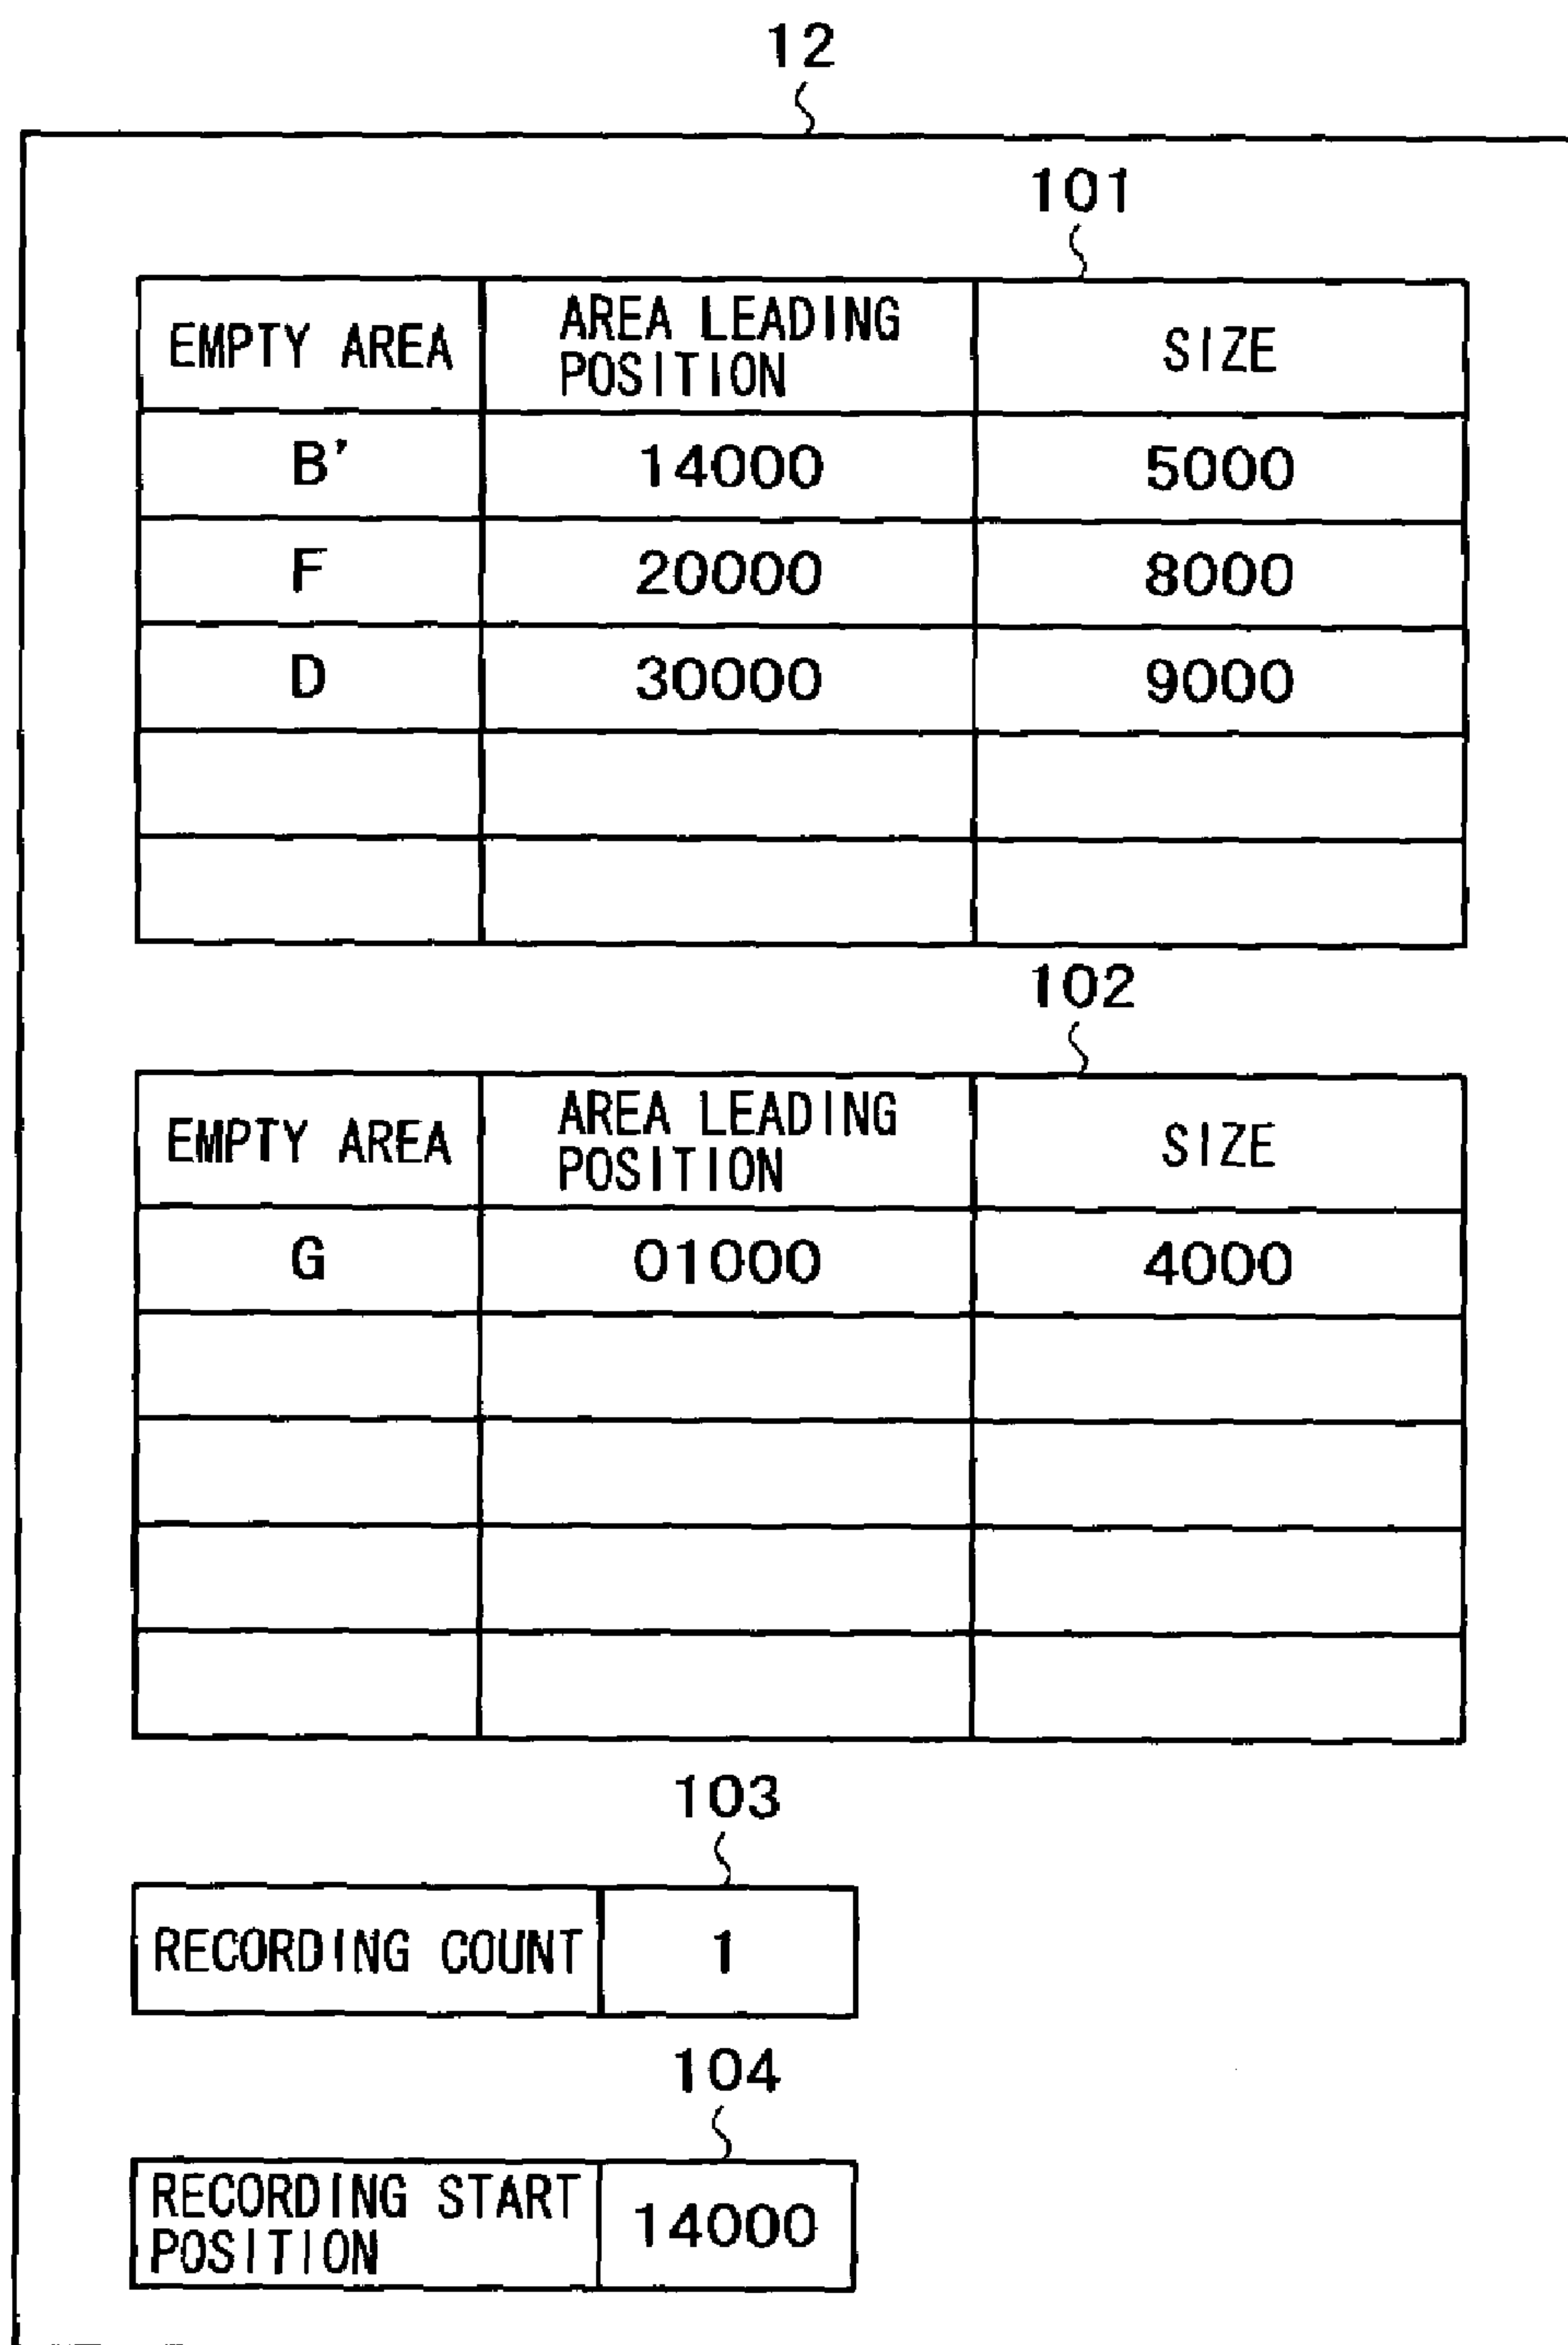 12
101
EMPTY AREA AREA LEADING POSITION SIZE
B' 14000 5000
F 20000 8000
D 30000 9000
102
EMPTY AREA AREA LEADING POSITION SIZE
G 01000 4000
103
RECORDING COUNT 1
104
RECORDING START POSITION 14000